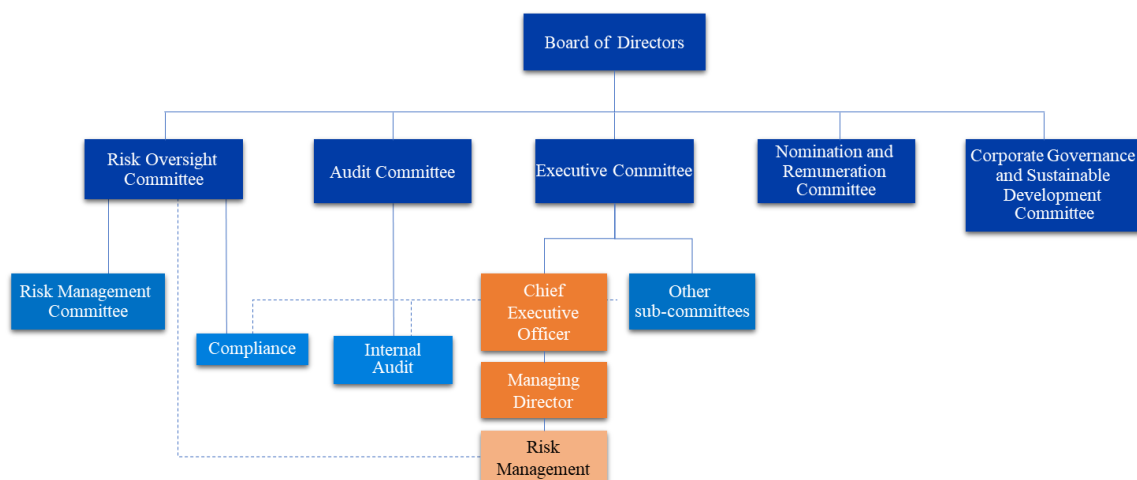 Board of Directors
Risk Oversight
Committee
Audit Committee
Executive Committee
Nomination and
Remuneration
Committee
Corporate Governance
and Sustainable
Development
Committee
Risk Management
Committee
Compliance
Internal
Audit
Chief
Executive
Officer
Other
sub-committees
Managing
Director
Risk
Management